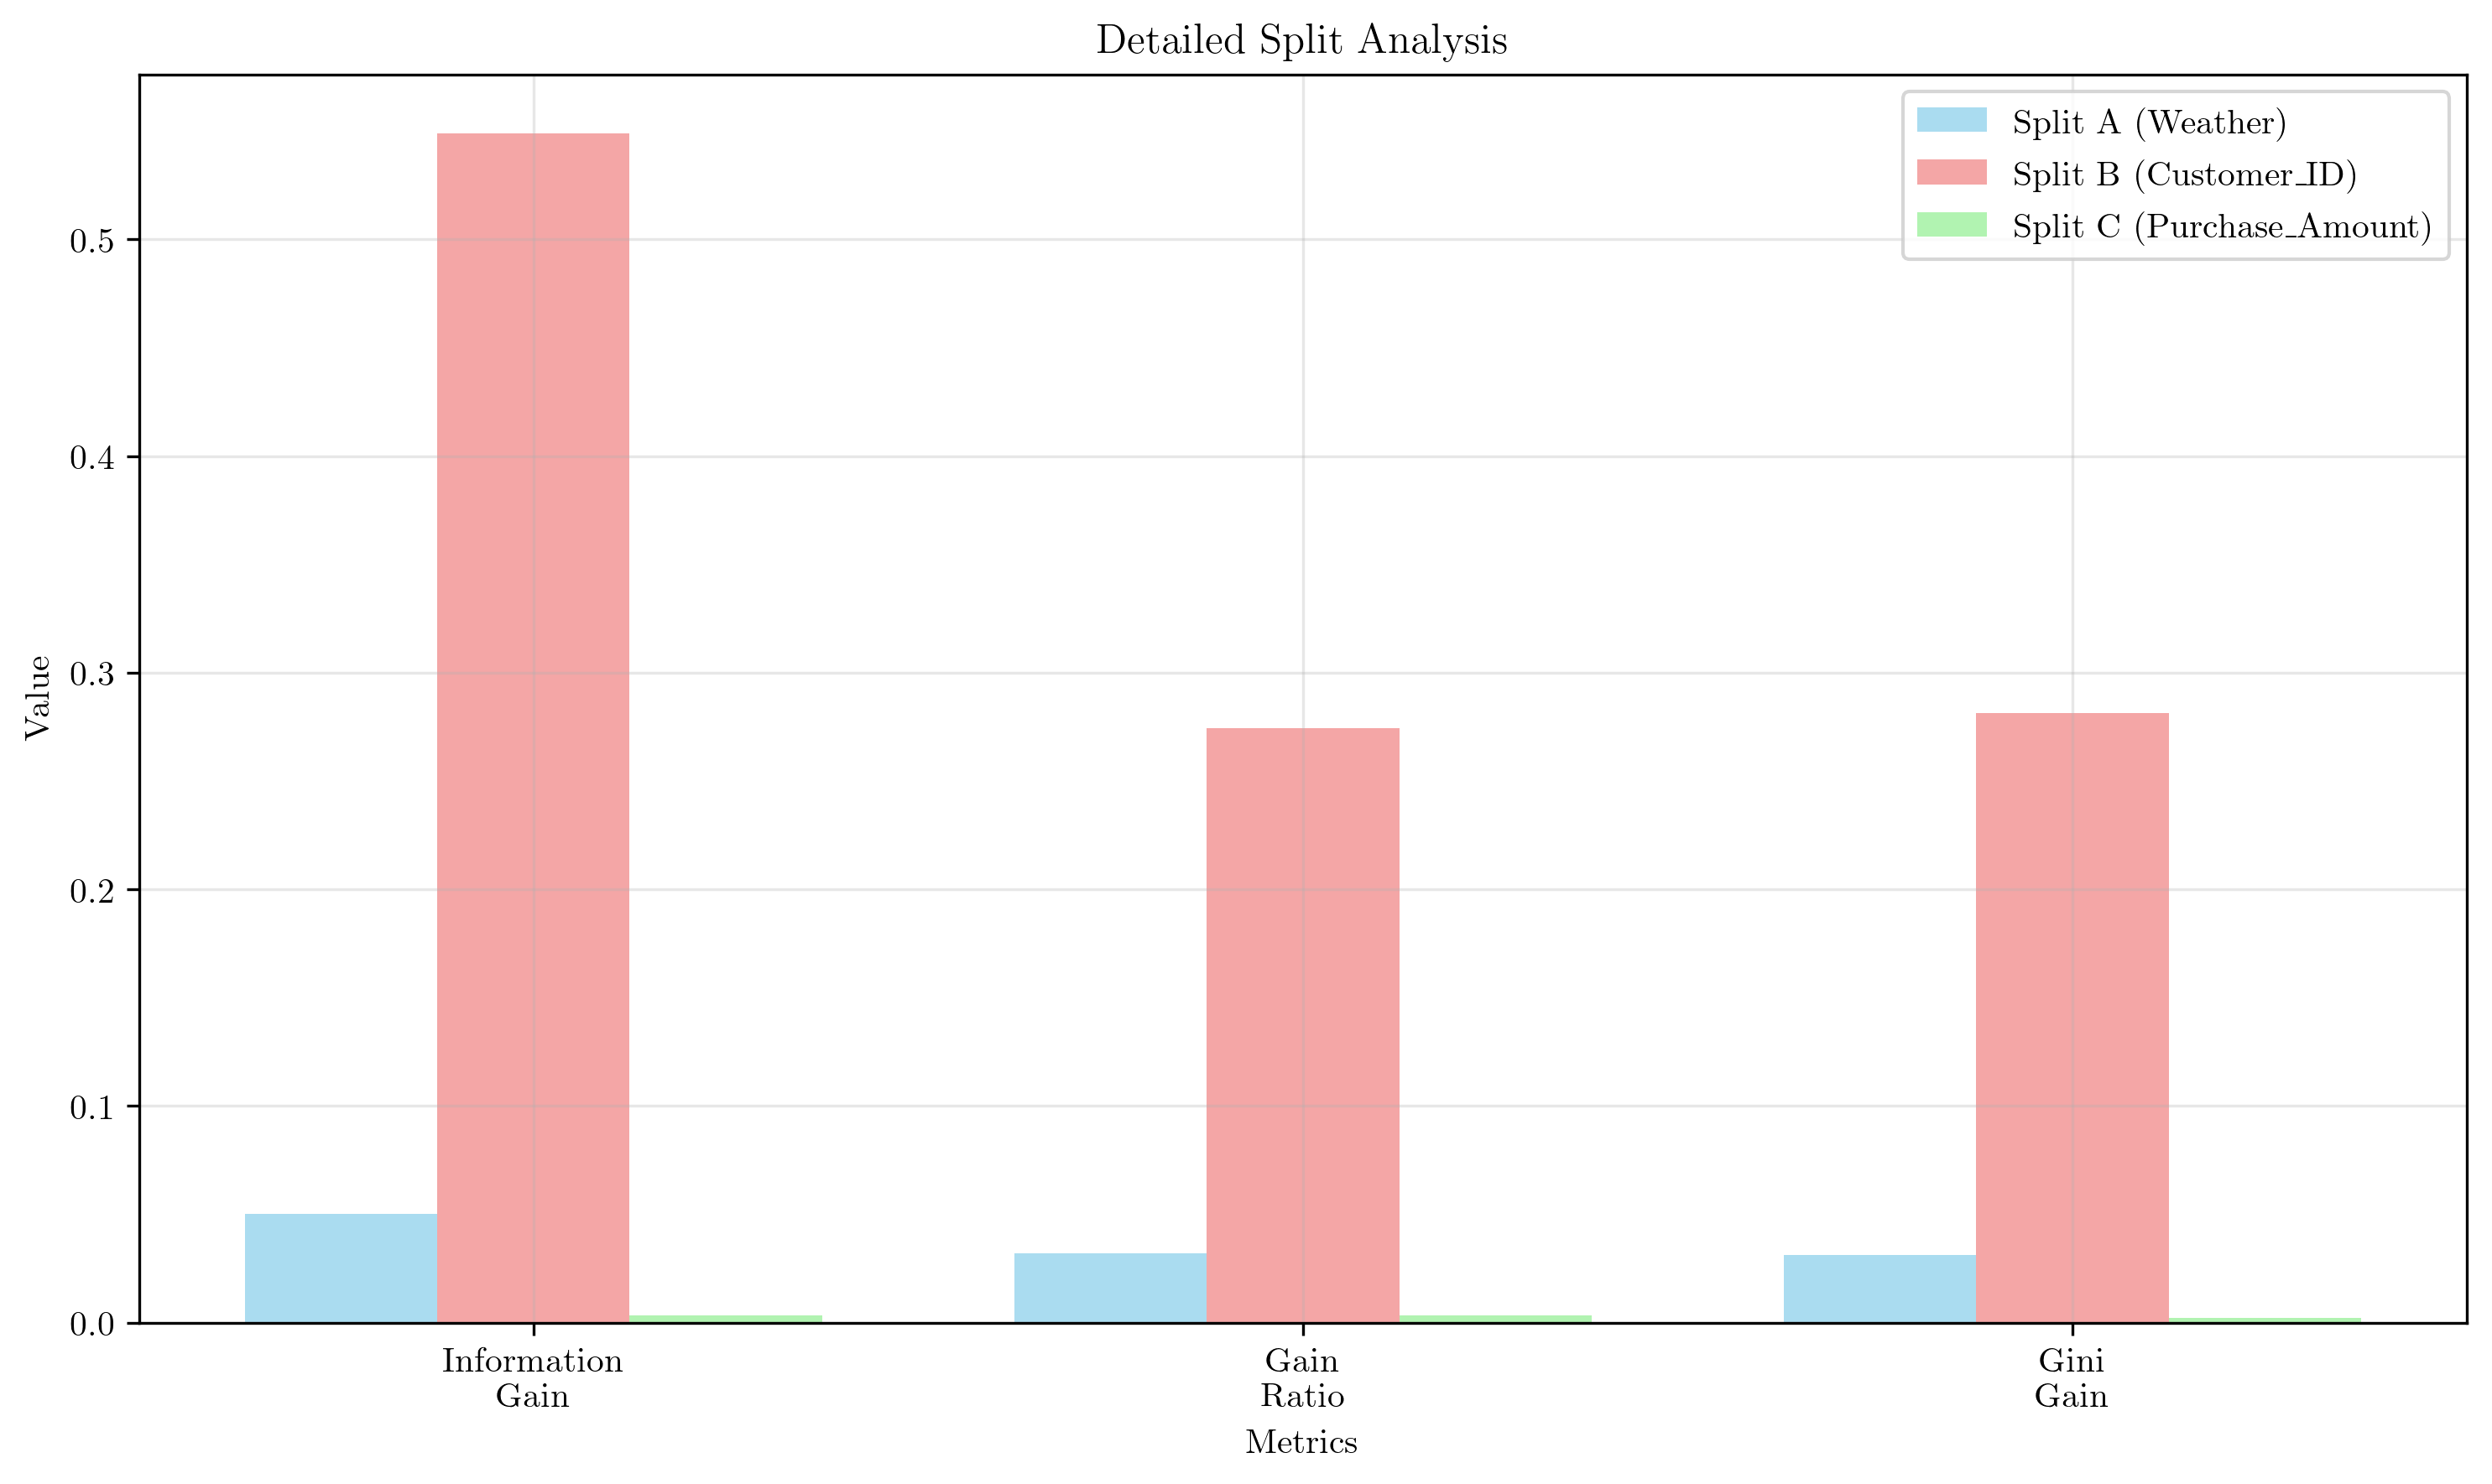 Detailed Split Analysis
Split A (Weather)
Split B (Customer_ID)
Split C (Purchase_Amount)
Value
0.5
0.4
0.3
0.2
0.1
0.0
Information
Gain
Gain
Ratio
Gini
Gain
Metrics